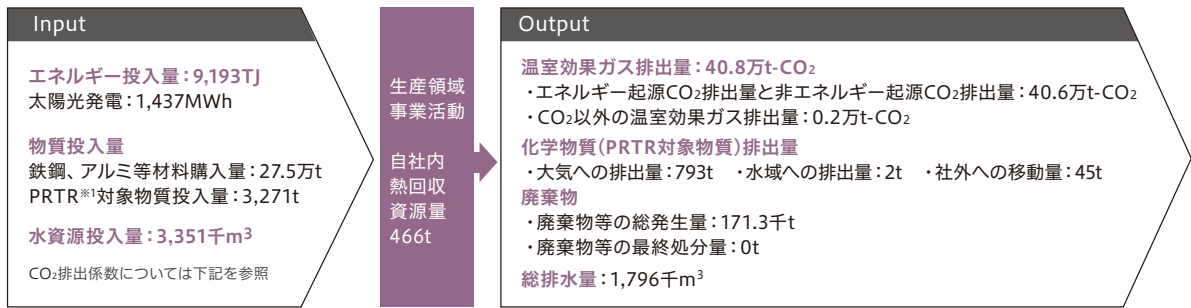 Input
エネルギー投入量：9,193TJ
太陽光発電：1,437MWh
物質投入量
鉄鋼、アルミ等材料購入量：27.5万t
PRTR※1対象物質投入量：3,271t
水資源投入量：3,351千m³
CO₂排出係数については下記を参照
生産領域
事業活動
自社内
熱回収
資源量
466t
Output
温室効果ガス排出量：40.8万t-CO₂
・エネルギー起源CO₂排出量と非エネルギー起源CO₂排出量：40.6万t-CO₂
・CO₂以外の温室効果ガス排出量：0.2万t-CO₂
化学物質（PRTR対象物質）排出量
・大気への排出量：793t ・水域への排出量：2t ・社外への移動量：45t
廃棄物
・廃棄物等の総発生量：171.3千t
・廃棄物等の最終処分量：0t
総排水量：1,796千m³